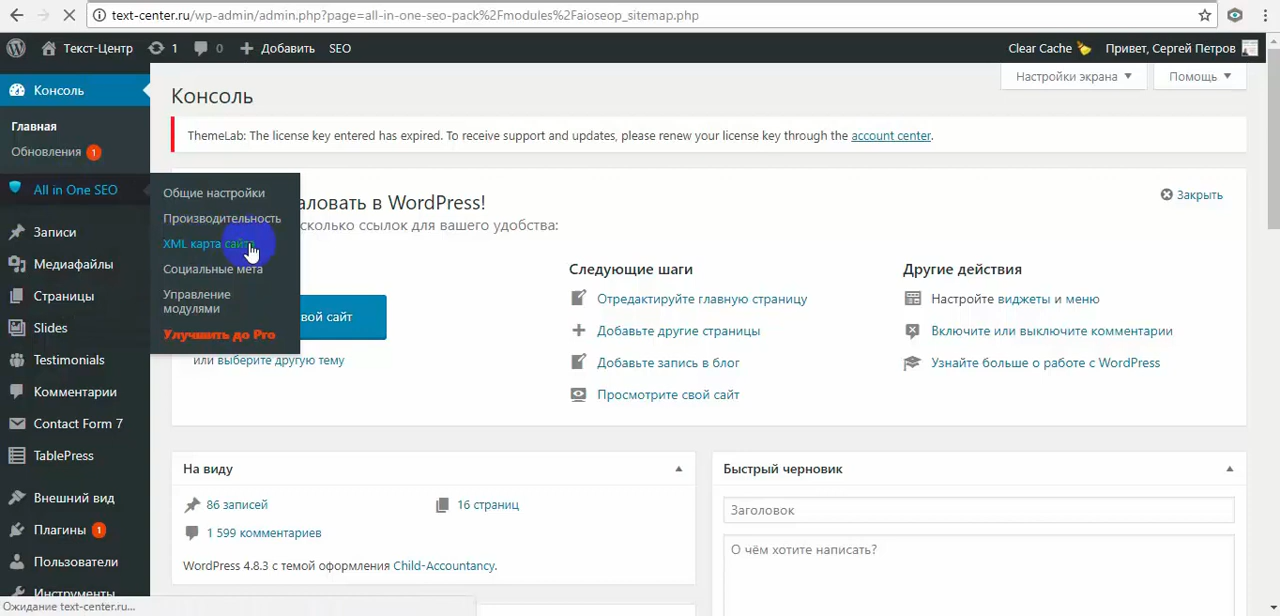 text-center.ru/wp-admin/admin.php?page=all-in-one-seo-pack%2Fmodules%2Faioseop_sitemap.php
Текст-Центр 1 0 Добавить SEO Clear Cache Привет, Сергей Петров
Настройки экрана Помощь
Консоль
Главная
Обновления 1
All in One SEO
Записи
Медиафайлы
Страницы
Slides
Testimonials
Комментарии
Contact Form 7
TablePress
Внешний вид
Плагины 1
Пользователи
Инструменты
Общие настройки
Производительность
XML карта сайта
Социальные мета
Управление
модулями
Улучшить до Pro
Консоль
ThemeLab: The license key entered has expired. To receive support and updates, please renew your license key through the account center.
аловать в WordPress!
сколько ссылок для вашего удобства:
Закрыть
вой сайт
или выберите другую тему
Следующие шаги
Отредактируйте главную страницу
Добавьте другие страницы
Добавьте запись в блог
Просмотрите свой сайт
Другие действия
Настройте виджеты и меню
Включите или выключите комментарии
Узнайте больше о работе с WordPress
На виду
86 записей 16 страниц
1 599 комментариев
WordPress 4.8.3 с темой оформления Child-Accountancy.
Быстрый черновик
Заголовок
О чём хотите написать?
Ожидание text-center.ru...